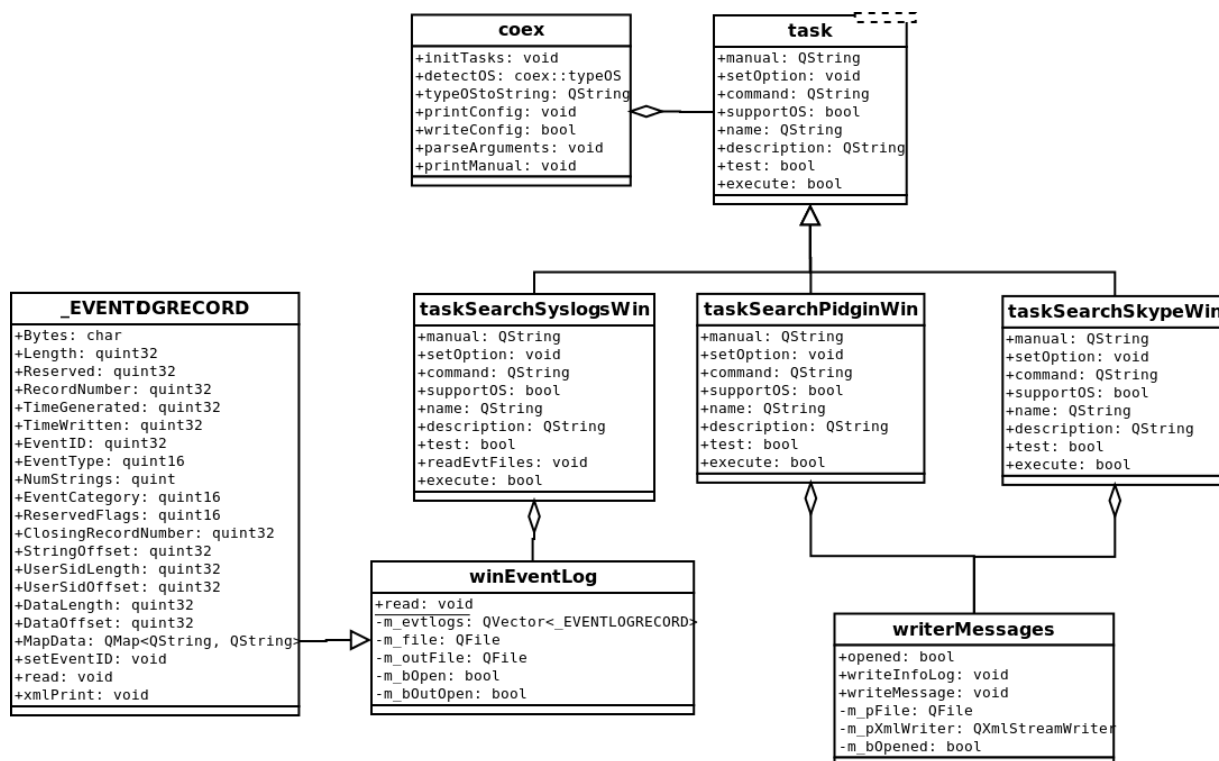 coex
+initTasks: void
+detectOS: coex::typeOS
+typeOStoString: QString
+printConfig: void
+writeConfig: bool
+parseArguments: void
+printManual: void
task
+manual: QString
+setOption: void
+command: QString
+supportOS: bool
+name: QString
+description: QString
+test: bool
+execute: bool
_EVENTDGRECORD
+Bytes: char
+Length: quint32
+Reserved: quint32
+RecordNumber: quint32
+TimeGenerated: quint32
+TimeWritten: quint32
+EventID: quint32
+EventType: quint16
+NumStrings: quint
+EventCategory: quint16
+ReservedFlags: quint16
+ClosingRecordNumber: quint32
+StringOffset: quint32
+UserSidLength: quint32
+UserSidOffset: quint32
+DataLength: quint32
+DataOffset: quint32
+MapData: QMap<QString, QString>
+setEventID: void
+read: void
+xmlPrint: void
taskSearchSyslogsWin
+manual: QString
+setOption: void
+command: QString
+supportOS: bool
+name: QString
+description: QString
+test: bool
+readEvtFiles: void
+execute: bool
taskSearchPidginWin
+manual: QString
+setOption: void
+command: QString
+supportOS: bool
+name: QString
+description: QString
+test: bool
+execute: bool
taskSearchSkypeWin
+manual: QString
+setOption: void
+command: QString
+supportOS: bool
+name: QString
+description: QString
+test: bool
+execute: bool
winEventLog
+read: void
-m_evtlogs: QVector<_EVENTLOGRECORD>
-m_file: QFile
-m_outFile: QFile
-m_bOpen: bool
-m_bOutOpen: bool
writerMessages
+opened: bool
+writeInfoLog: void
+writeMessage: void
-m_pFile: QFile
-m_pXmlWriter: QXmlStreamWriter
-m_bOpened: bool